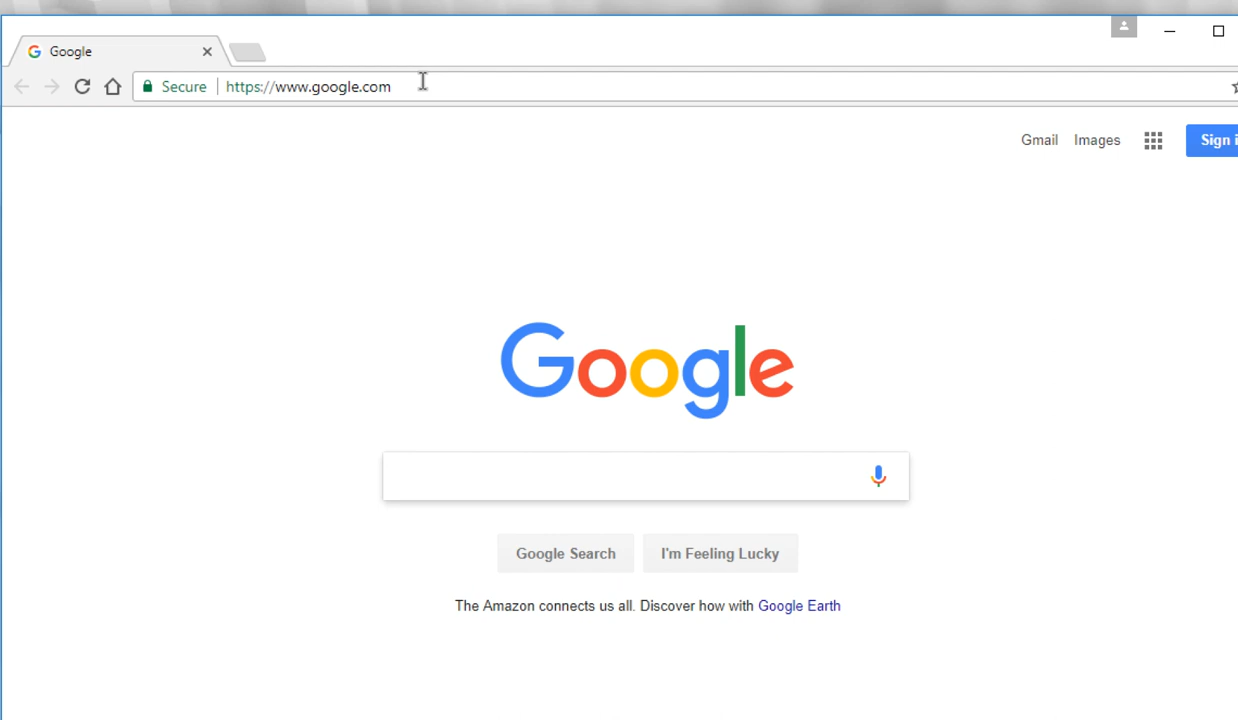 Google
Secure https://www.google.com
Gmail Images Sign i
Google
Google Search I'm Feeling Lucky
The Amazon connects us all. Discover how with Google Earth